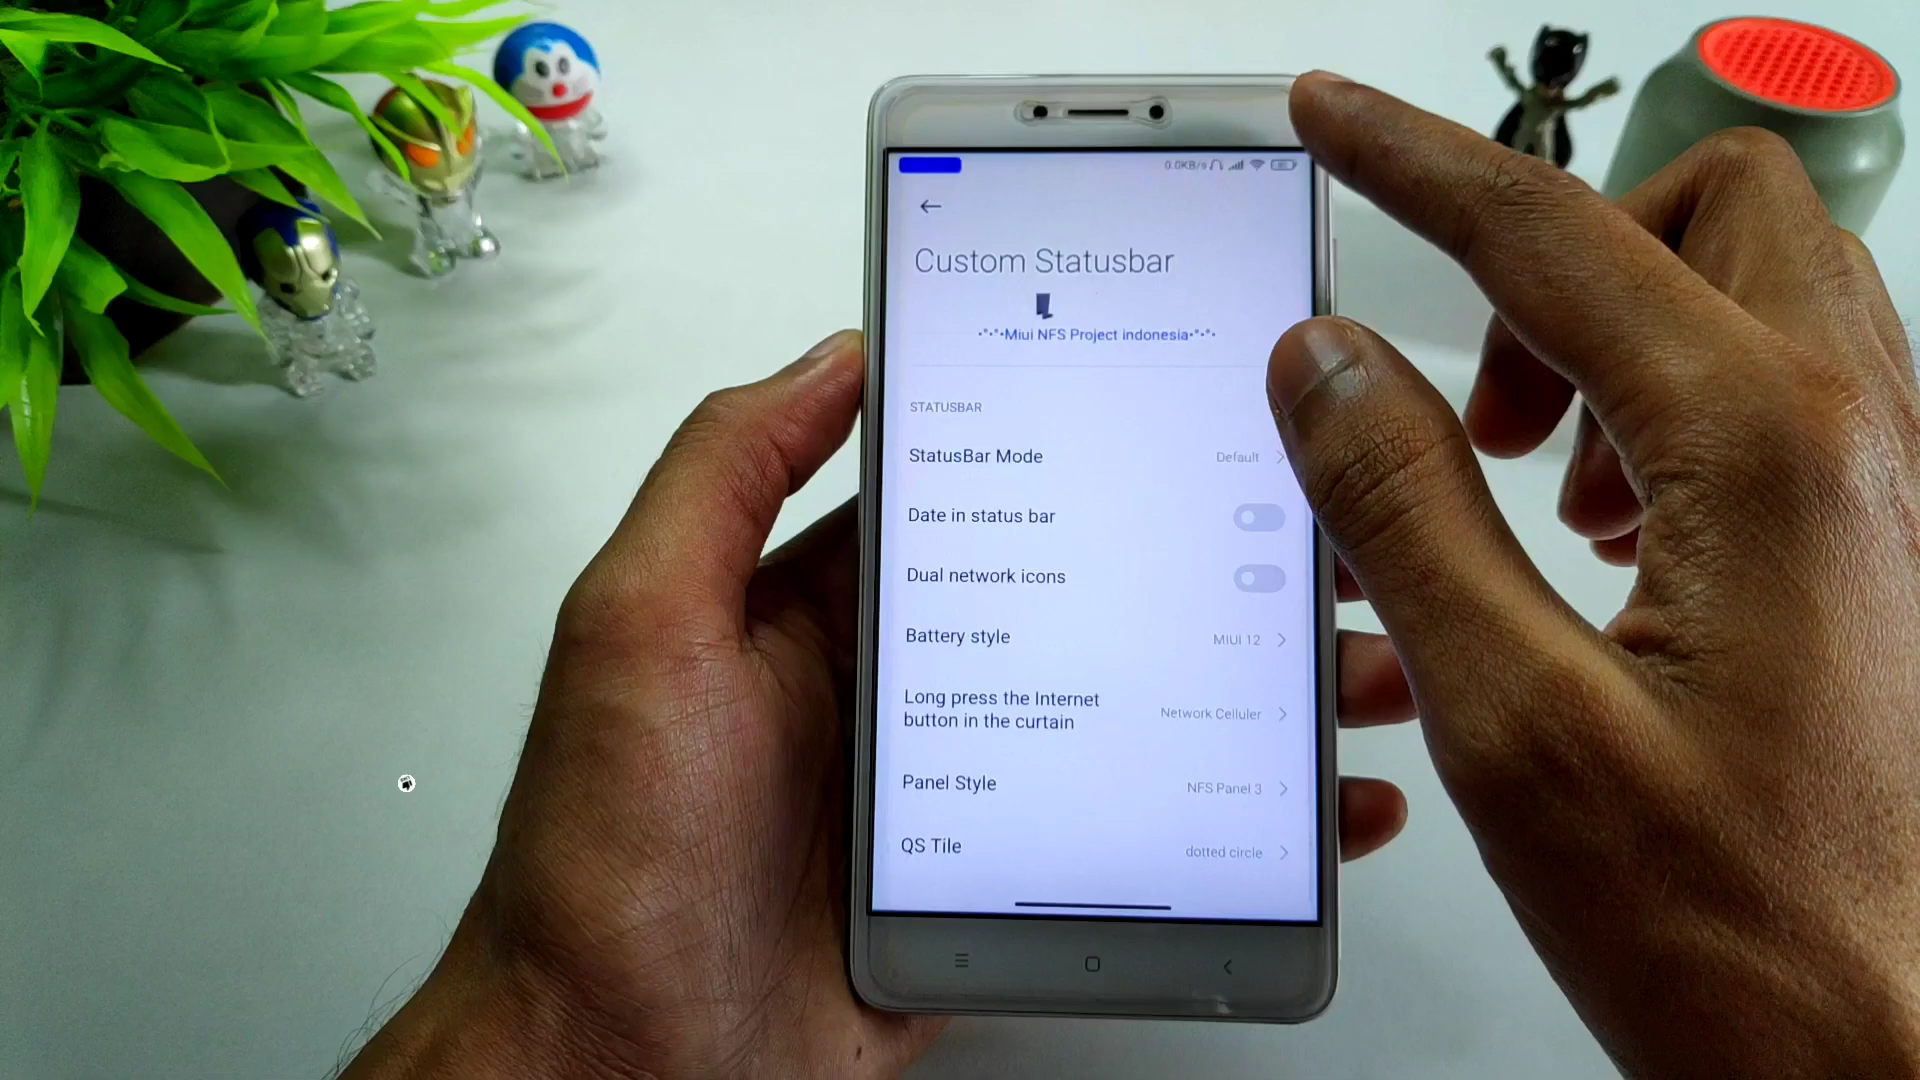 0.0KB/s
Custom Statusbar
•°•°•Miui NFS Project indonesia•°•°•
STATUSBAR
StatusBar Mode Default
Date in status bar
Dual network icons
Battery style MIUI 12
Long press the Internet
button in the curtain Network Celluler
Panel Style NFS Panel 3
QS Tile dotted circle